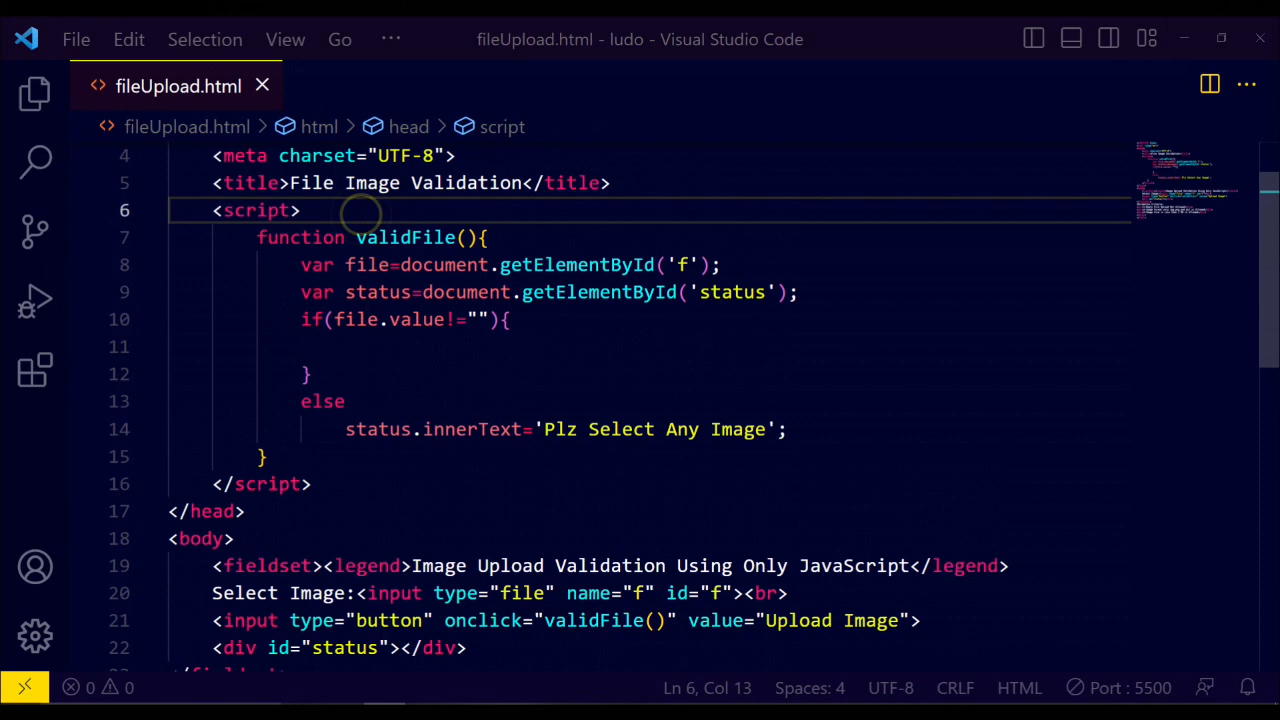 File Edit Selection View Go ··· fileUpload.html - ludo - Visual Studio Code
<> fileUpload.html ×
<> fileUpload.html > html > head > script
4 <meta charset="UTF-8">
5 <title>File Image Validation</title>
6 <script>
7 function validFile(){
8 var file=document.getElementById('f');
9 var status=document.getElementById('status');
10 if(file.value!=""){
11
12 }
13 else
14 status.innerText='Plz Select Any Image';
15 }
16 </script>
17 </head>
18 <body>
19 <fieldset><legend>Image Upload Validation Using Only JavaScript</legend>
20 Select Image:<input type="file" name="f" id="f"><br>
21 <input type="button" onclick="validFile()" value="Upload Image">
22 <div id="status"></div>
0 0 Ln 6, Col 13 Spaces: 4 UTF-8 CRLF HTML Port : 5500